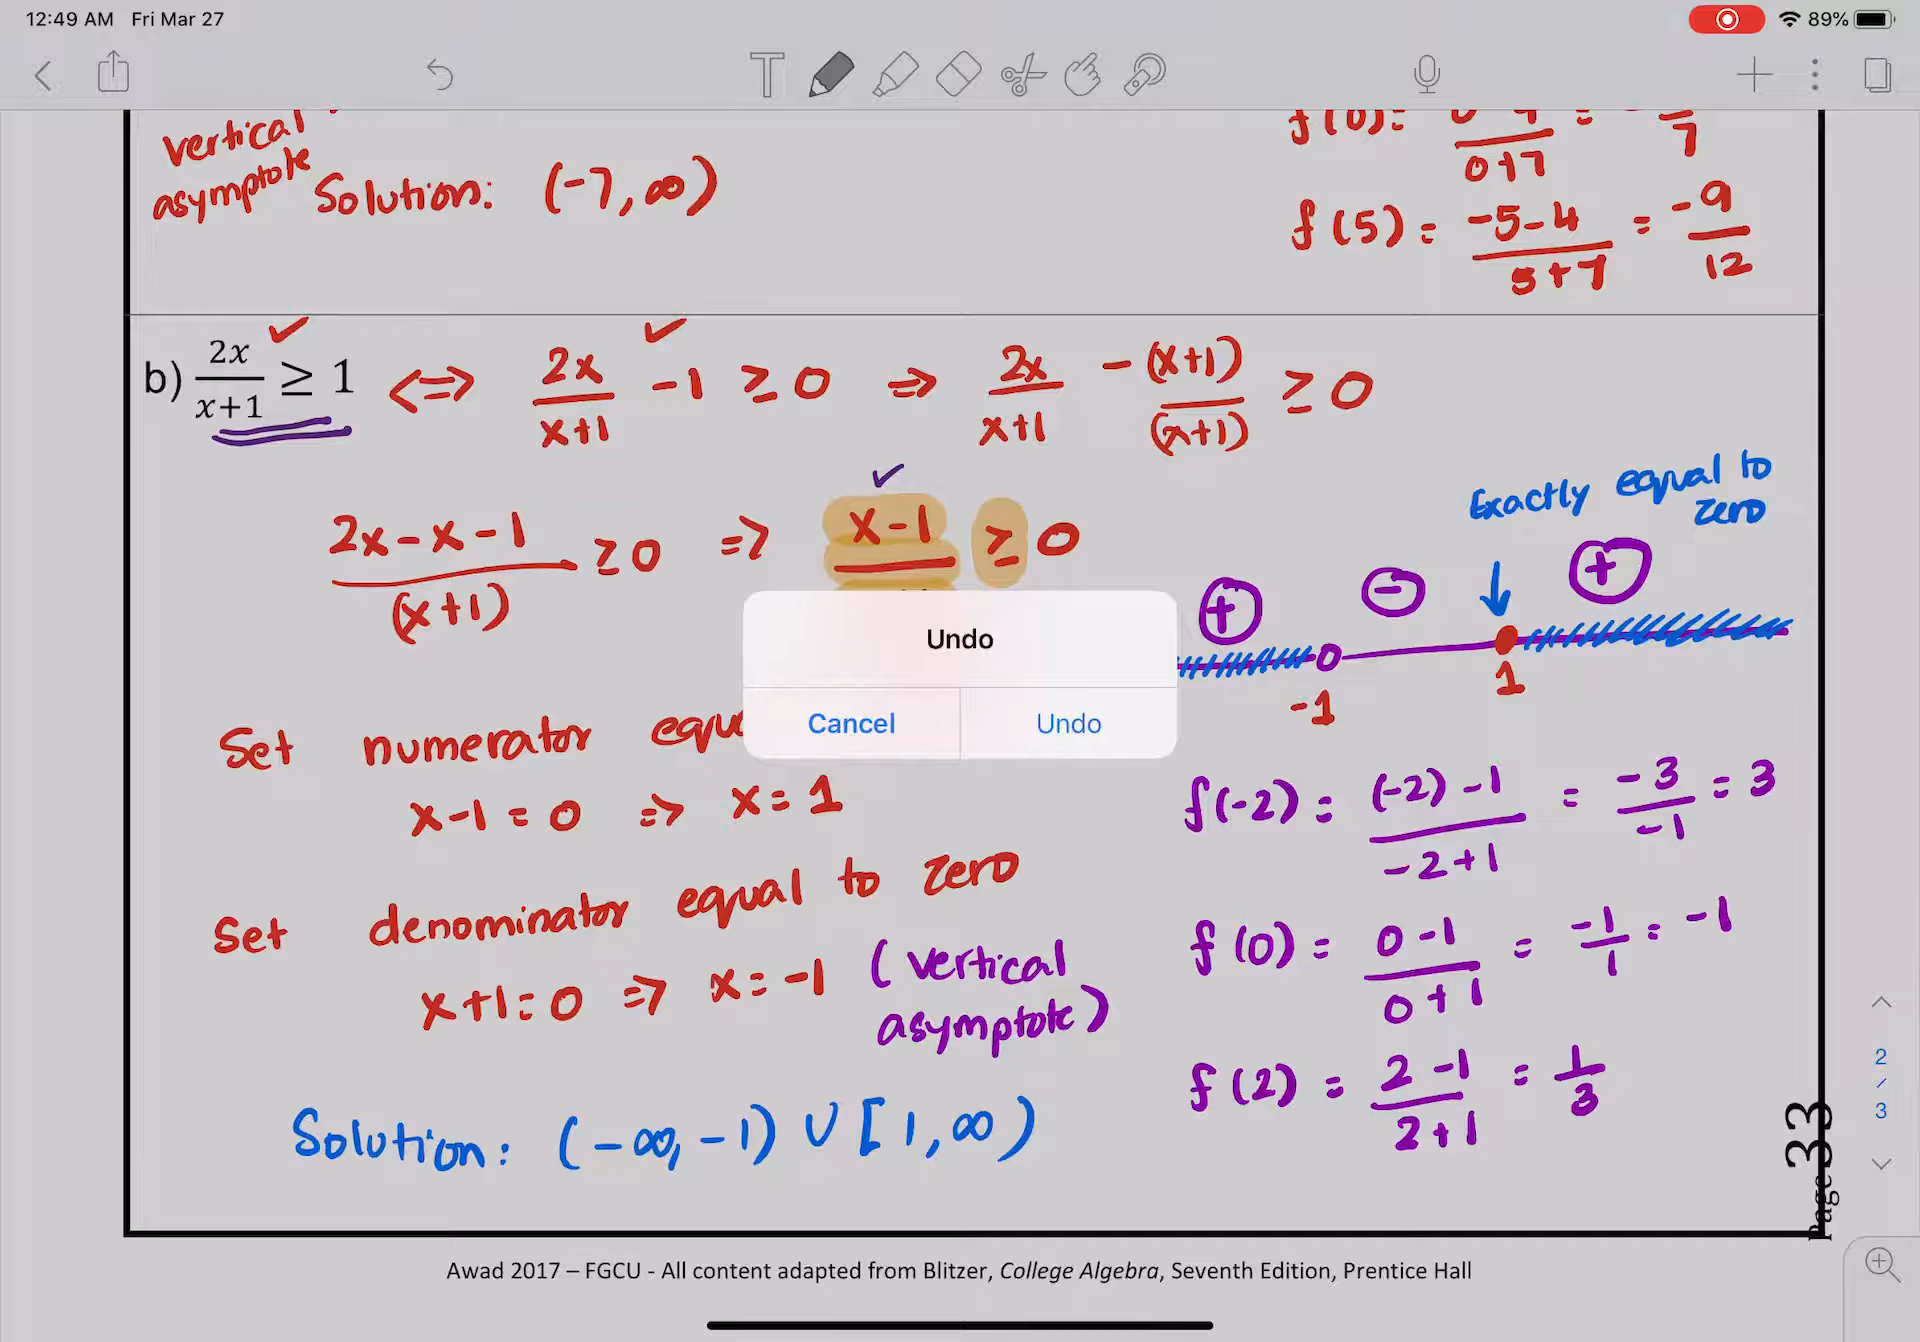 12:49 AM Fri Mar 27
89%
vertical
asymptote
Solution: (-7, ∞)
f(0):
0+7
7
f(5) = -5-4 / 5+7 = -9 / 12
b) 2x / x+1 ≥ 1 <=> 2x / x+1 -1 ≥ 0 => 2x / x+1 - (x+1) / (x+1) ≥ 0
Exactly equal to
zero
2x-x-1 / (x+1) ≥ 0 => x-1 ≥ 0
+ - +
-1 1
Undo
Cancel Undo
Set numerator equ
x-1 = 0 => x = 1
Set denominator equal to zero
x+1 = 0 => x = -1 (vertical
asymptote)
Solution: (-∞, -1) ∪ [1, ∞)
f(-2) = (-2)-1 / -2+1 = -3 / -1 = 3
f(0) = 0-1 / 0+1 = -1 / 1 = -1
f(2) = 2-1 / 2+1 = 1 / 3
Page 33
2 / 3
Awad 2017 – FGCU - All content adapted from Blitzer, College Algebra, Seventh Edition, Prentice Hall